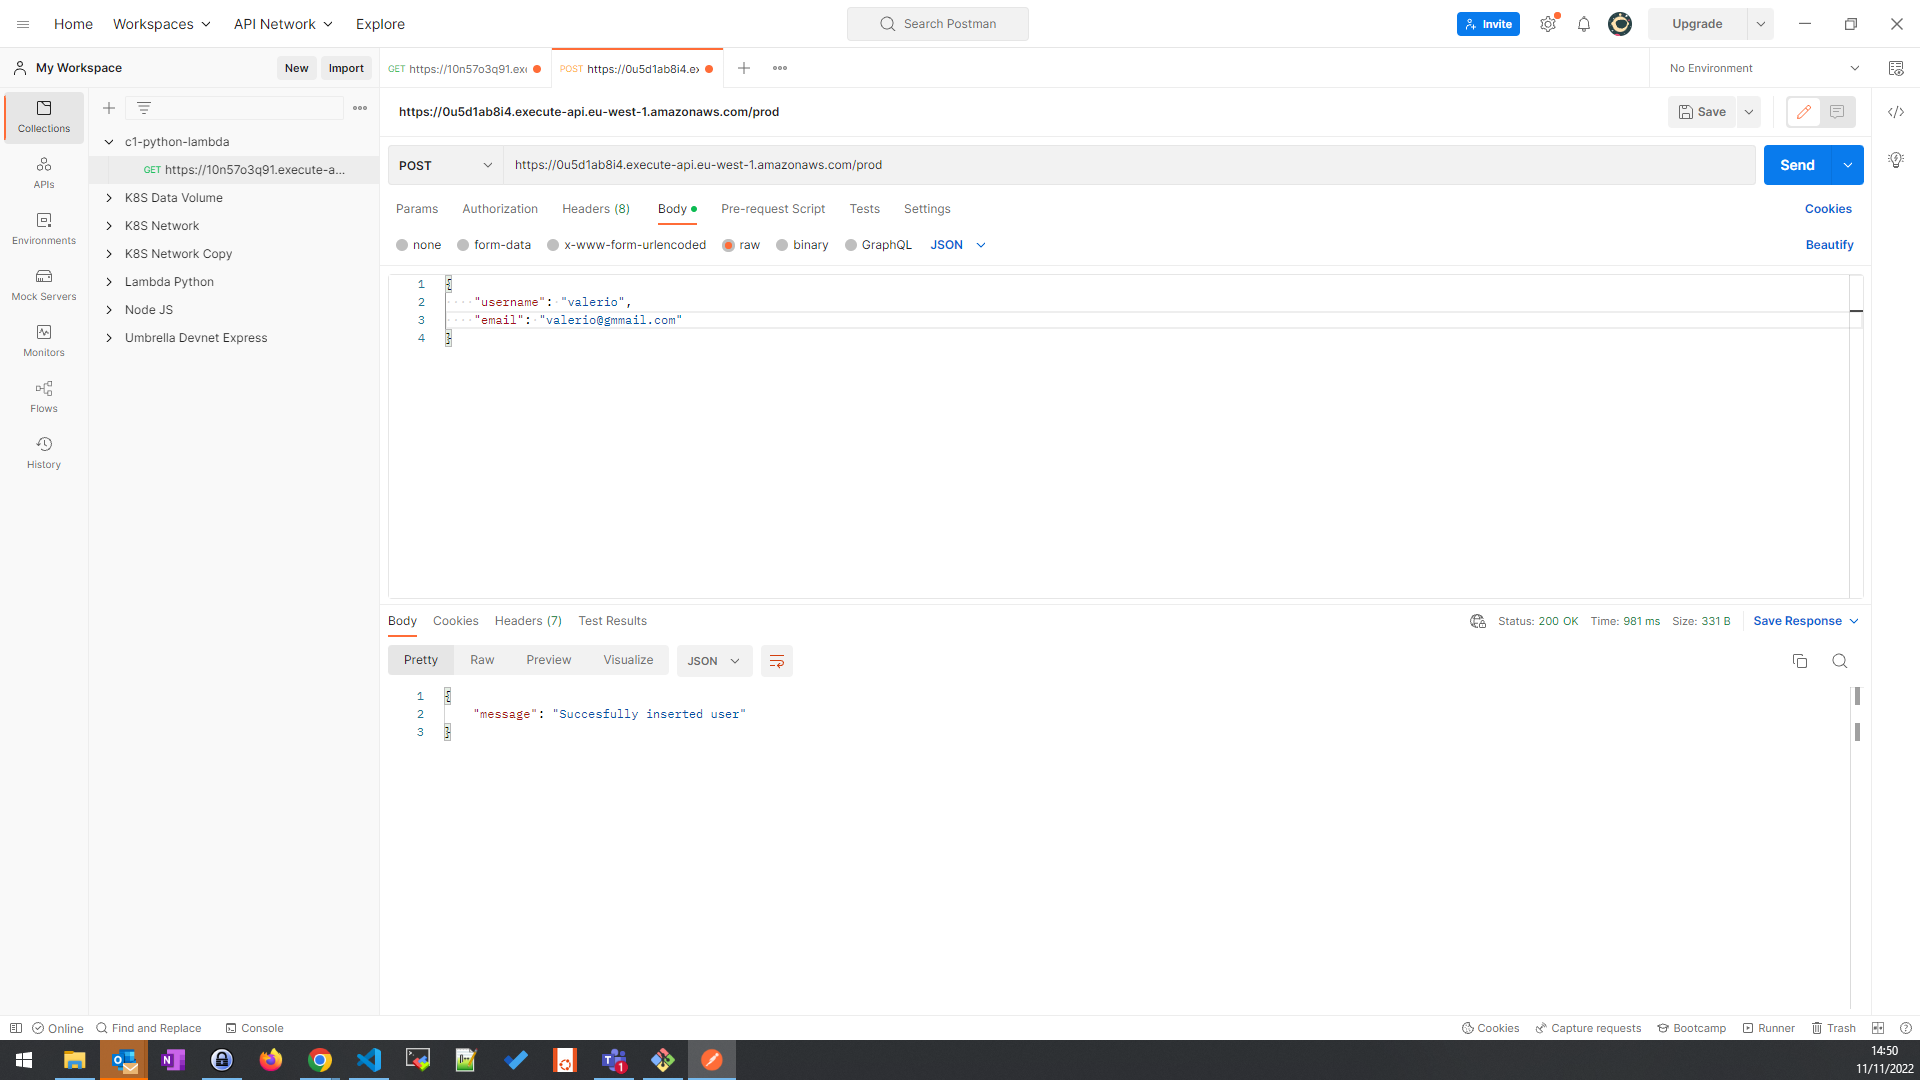 Home Workspaces API Network Explore Search Postman Invite Upgrade
My Workspace New Import GET https://10n57o3q91.exe POST https://0u5d1ab8i4.ex No Environment
https://0u5d1ab8i4.execute-api.eu-west-1.amazonaws.com/prod Save
POST https://0u5d1ab8i4.execute-api.eu-west-1.amazonaws.com/prod Send
Params Authorization Headers (8) Body Pre-request Script Tests Settings Cookies
none form-data x-www-form-urlencoded raw binary GraphQL JSON Beautify
Collections
APIs
Environments
Mock Servers
Monitors
Flows
History
c1-python-lambda
GET https://10n57o3q91.execute-a...
K8S Data Volume
K8S Network
K8S Network Copy
Lambda Python
Node JS
Umbrella Devnet Express
1 {
2 "username": "valerio",
3 "email": "valerio@gmmail.com"
4 }
Body Cookies Headers (7) Test Results Status: 200 OK Time: 981 ms Size: 331 B Save Response
Pretty Raw Preview Visualize JSON
1 {
2 "message": "Succesfully inserted user"
3 }
Online Find and Replace Console Cookies Capture requests Bootcamp Runner Trash
1
14:50
11/11/2022